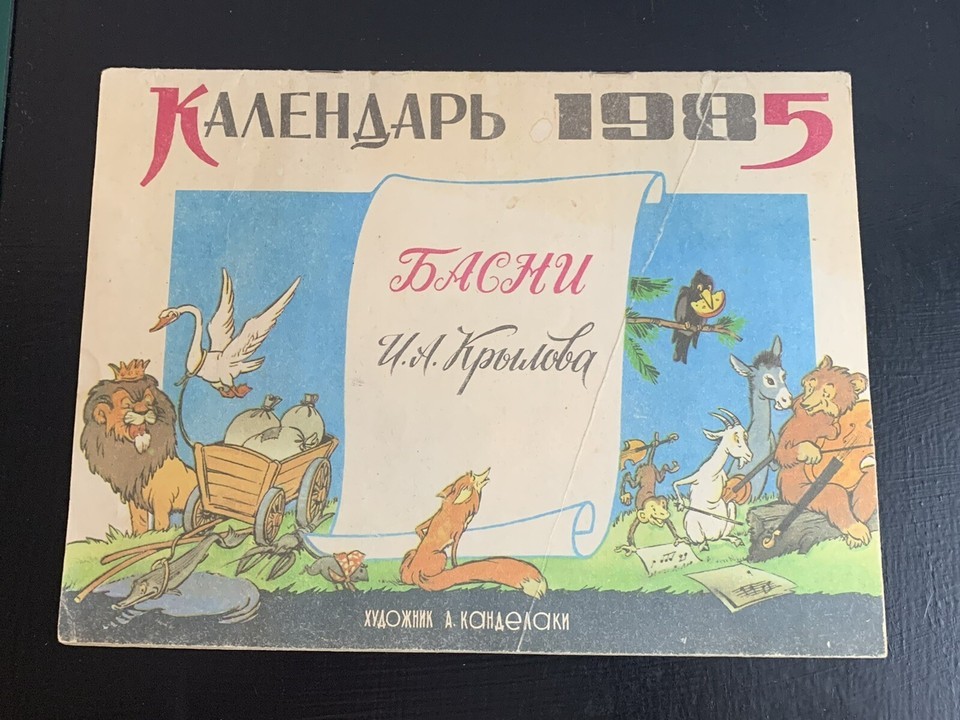 КАЛЕНДАРЬ 1985
БАСНИ
И.А. Крылова
ХУДОЖНИК А. КАНДЕЛАКИ